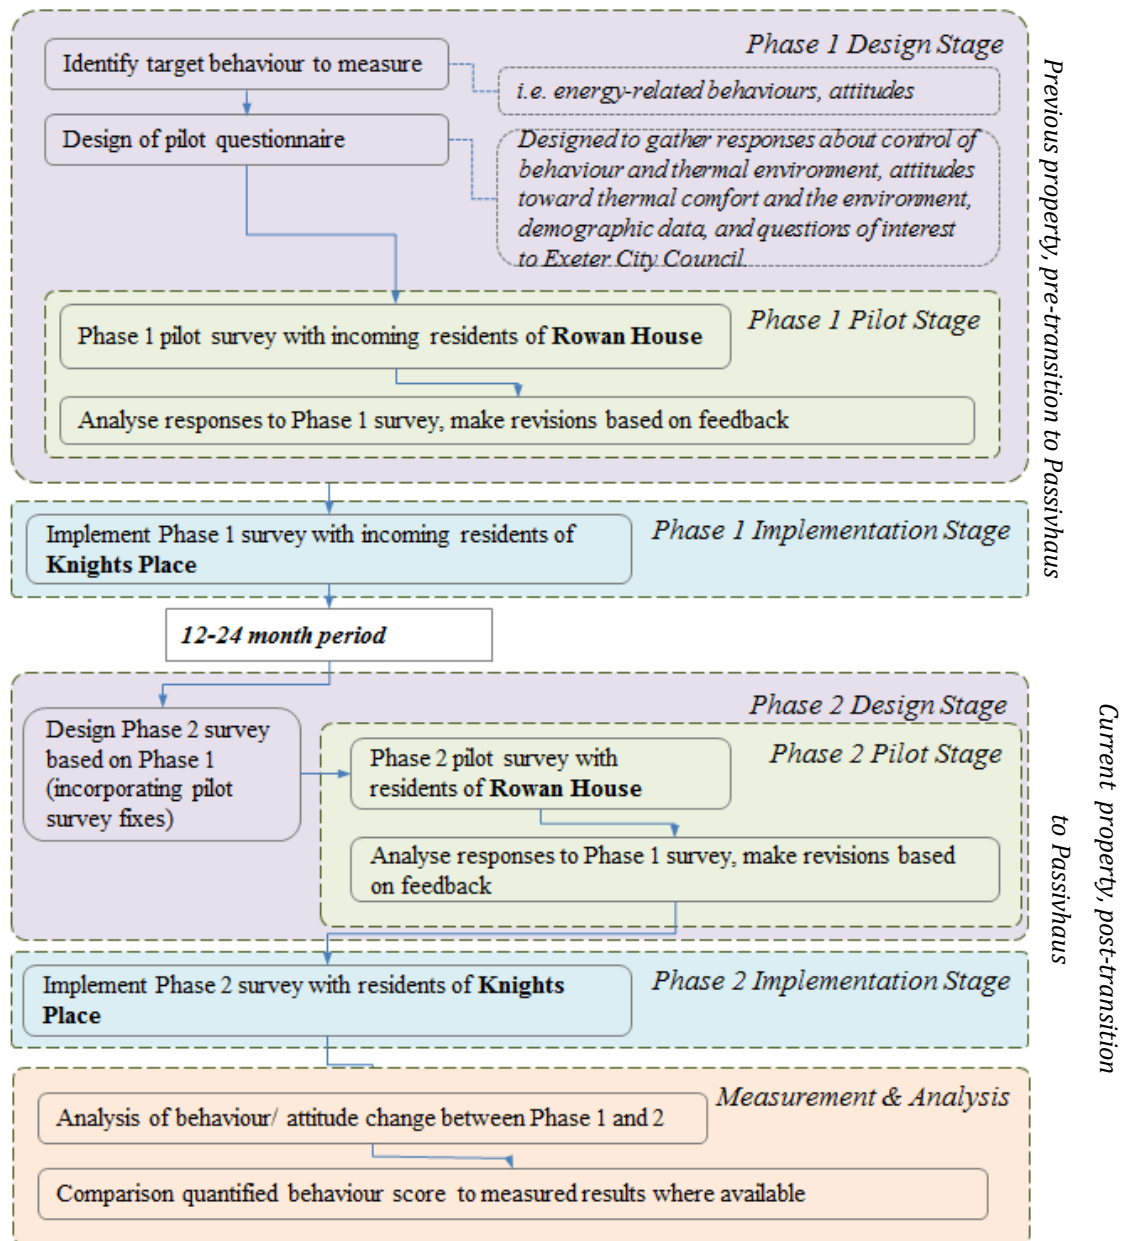 Phase 1 Design Stage
Identify target behaviour to measure
i.e. energy-related behaviours, attitudes
Design of pilot questionnaire
Designed to gather responses about control of
behaviour and thermal environment, attitudes
toward thermal comfort and the environment,
demographic data, and questions of interest
to Exeter City Council.
Phase 1 Pilot Stage
Phase 1 pilot survey with incoming residents of Rowan House
Analyse responses to Phase 1 survey, make revisions based on feedback
Previous property, pre-transition to Passivhaus
Phase 1 Implementation Stage
Implement Phase 1 survey with incoming residents of
Knights Place
12-24 month period
Phase 2 Design Stage
Design Phase 2 survey
based on Phase 1
(incorporating pilot
survey fixes)
Phase 2 Pilot Stage
Phase 2 pilot survey with
residents of Rowan House
Analyse responses to Phase 1 survey, make revisions based
on feedback
Current property, post-transition
to Passivhaus
Phase 2 Implementation Stage
Implement Phase 2 survey with residents of Knights
Place
Measurement & Analysis
Analysis of behaviour/ attitude change between Phase 1 and 2
Comparison quantified behaviour score to measured results where available